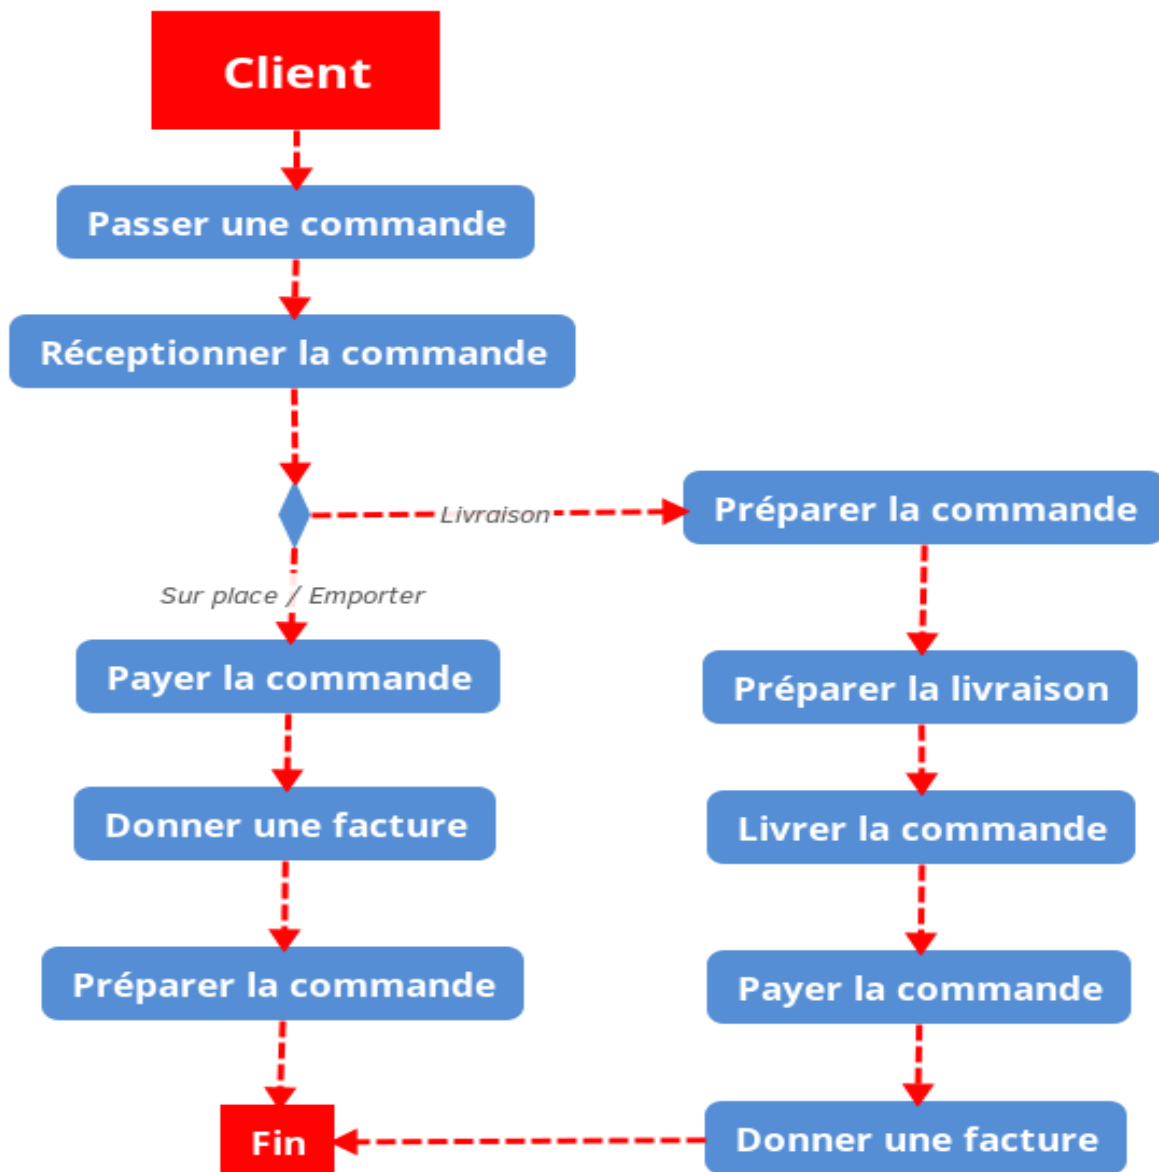 Client
Passer une commande
Réceptionner la commande
Livraison
Sur place / Emporter
Payer la commande
Donner une facture
Préparer la commande
Préparer la commande
Préparer la livraison
Livrer la commande
Payer la commande
Donner une facture
Fin